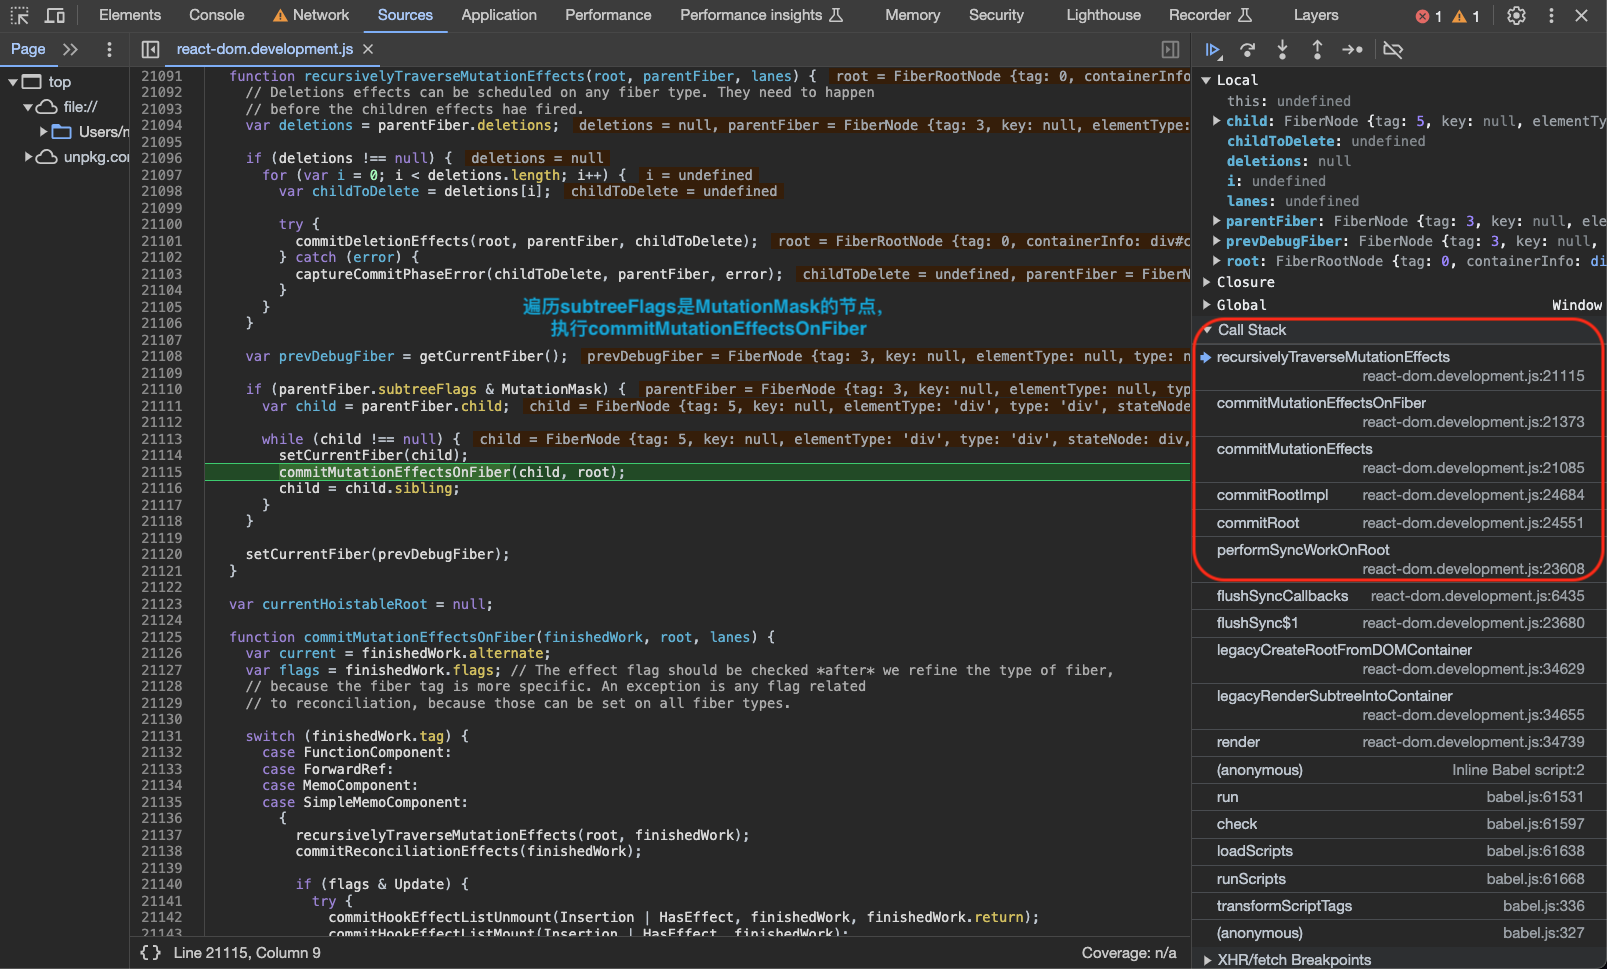 Elements Console Network Sources Application Performance Performance insights Memory Security Lighthouse Recorder Layers 1 1
Page react-dom.development.js
top
file://
Users/
unpkg.co
21091 function recursivelyTraverseMutationEffects(root, parentFiber, lanes) { root = FiberRootNode {tag: 0, containerInfo
21092 // Deletions effects can be scheduled on any fiber type. They need to happen
21093 // before the children effects hae fired.
21094 var deletions = parentFiber.deletions; deletions = null, parentFiber = FiberNode {tag: 3, key: null, elementType:
21095
21096 if (deletions !== null) { deletions = null
21097 for (var i = 0; i < deletions.length; i++) { i = undefined
21098 var childToDelete = deletions[i]; childToDelete = undefined
21099
21100 try {
21101 commitDeletionEffects(root, parentFiber, childToDelete); root = FiberRootNode {tag: 0, containerInfo: div#c
21102 } catch (error) {
21103 captureCommitPhaseError(childToDelete, parentFiber, error); childToDelete = undefined, parentFiber = FiberN
21104 }
21105 }
21106 }
遍历subtreeFlags是MutationMask的节点,
执行commitMutationEffectsOnFiber
21107
21108 var prevDebugFiber = getCurrentFiber(); prevDebugFiber = FiberNode {tag: 3, key: null, elementType: null, type: n
21109
21110 if (parentFiber.subtreeFlags & MutationMask) { parentFiber = FiberNode {tag: 3, key: null, elementType: null, typ
21111 var child = parentFiber.child; child = FiberNode {tag: 5, key: null, elementType: 'div', type: 'div', stateNode
21112
21113 while (child !== null) { child = FiberNode {tag: 5, key: null, elementType: 'div', type: 'div', stateNode: div,
21114 setCurrentFiber(child);
21115 commitMutationEffectsOnFiber(child, root);
21116 child = child.sibling;
21117 }
21118 }
21119
21120 setCurrentFiber(prevDebugFiber);
21121 }
21122
21123 var currentHoistableRoot = null;
21124
21125 function commitMutationEffectsOnFiber(finishedWork, root, lanes) {
21126 var current = finishedWork.alternate;
21127 var flags = finishedWork.flags; // The effect flag should be checked *after* we refine the type of fiber,
21128 // because the fiber tag is more specific. An exception is any flag related
21129 // to reconciliation, because those can be set on all fiber types.
21130
21131 switch (finishedWork.tag) {
21132 case FunctionComponent:
21133 case ForwardRef:
21134 case MemoComponent:
21135 case SimpleMemoComponent:
21136 {
21137 recursivelyTraverseMutationEffects(root, finishedWork);
21138 commitReconciliationEffects(finishedWork);
21139
21140 if (flags & Update) {
21141 try {
21142 commitHookEffectListUnmount(Insertion | HasEffect, finishedWork, finishedWork.return);
21143 commitHookEffectListMount(Insertion | HasEffect, finishedWork);
{} Line 21115, Column 9 Coverage: n/a
Local
this: undefined
child: FiberNode {tag: 5, key: null, elementTy
childToDelete: undefined
deletions: null
i: undefined
lanes: undefined
parentFiber: FiberNode {tag: 3, key: null, ele
prevDebugFiber: FiberNode {tag: 3, key: null,
root: FiberRootNode {tag: 0, containerInfo: di
Closure
Global Window
Call Stack
recursivelyTraverseMutationEffects
react-dom.development.js:21115
commitMutationEffectsOnFiber
react-dom.development.js:21373
commitMutationEffects
react-dom.development.js:21085
commitRootImpl react-dom.development.js:24684
commitRoot react-dom.development.js:24551
performSyncWorkOnRoot
react-dom.development.js:23608
flushSyncCallbacks react-dom.development.js:6435
flushSync$1 react-dom.development.js:23680
legacyCreateRootFromDOMContainer
react-dom.development.js:34629
legacyRenderSubtreeIntoContainer
react-dom.development.js:34655
render react-dom.development.js:34739
(anonymous) Inline Babel script:2
run babel.js:61531
check babel.js:61597
loadScripts babel.js:61638
runScripts babel.js:61668
transformScriptTags babel.js:336
(anonymous) babel.js:327
XHR/fetch Breakpoints